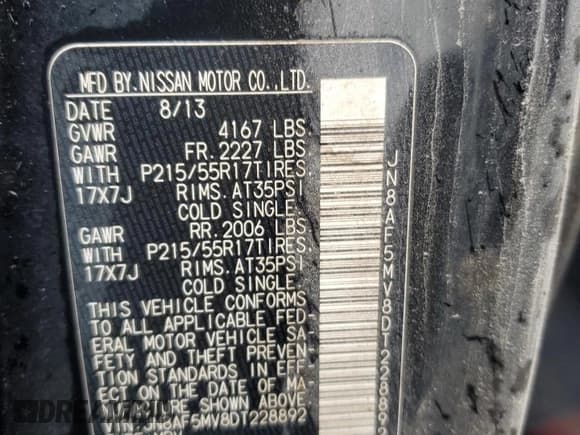 MFD BY.NISSAN MOTOR CO.,LTD.
DATE 8/13
GVWR 4167 LBS.
GAWR FR. 2227 LBS
WITH P215/55R17TIRES.
17X7J RIMS. AT35PSI
COLD SINGLE.
GAWR RR. 2006 LBS
WITH P215/55R17TIRES.
17X7J RIMS. AT35PSI
COLD SINGLE.
THIS VEHICLE CONFORMS
TO ALL APPLICABLE FED-
ERAL MOTOR VEHICLE SA-
FETY AND THEFT PREVEN-
TION STANDARDS IN EFF-
ECT ON THE DATE OF MA-
SHOWN ABOVE.
JN8AF5MV8DT228892
JN8AF5MV8DT228892